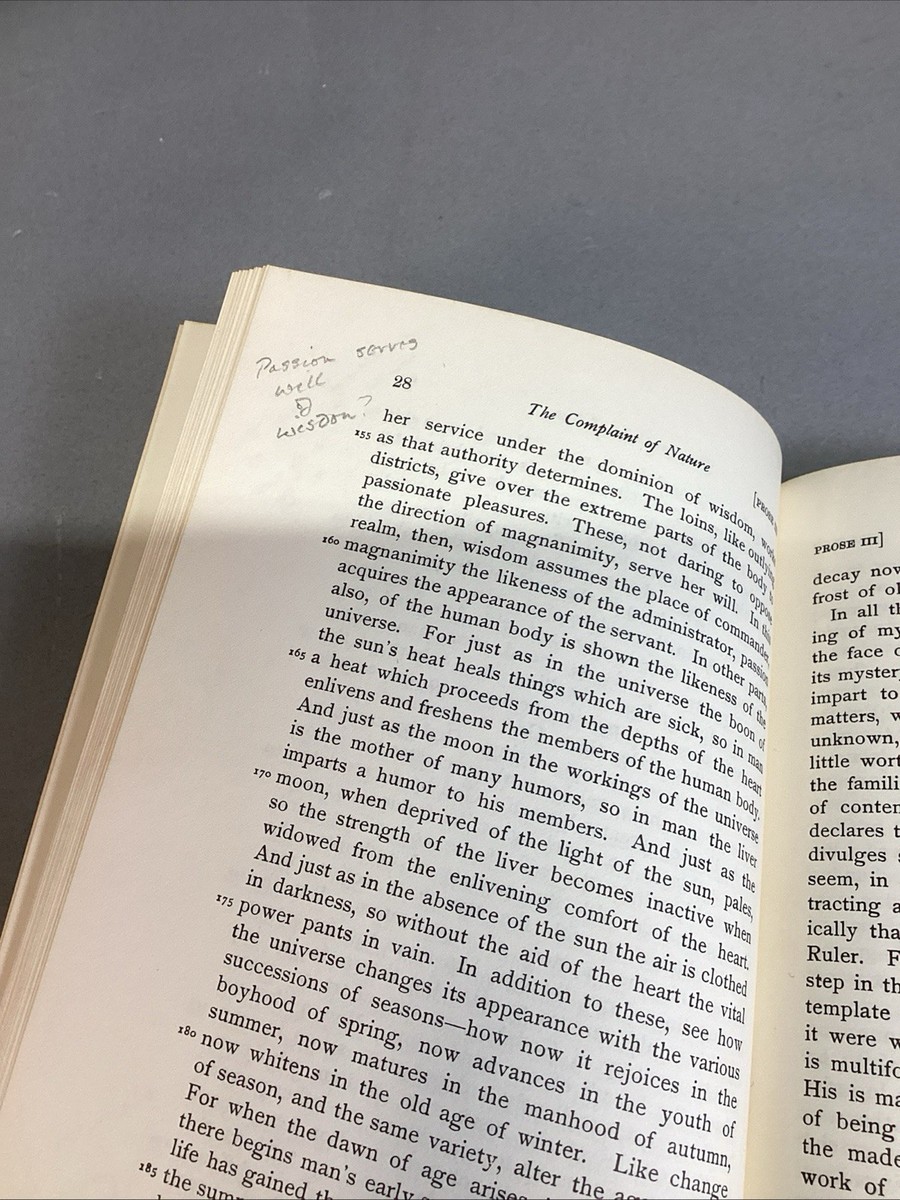 Passion serves
will
of
wisdom?
28
The Complaint of Nature
[PROSE
her service under the dominion of wisdom,
155 as that authority determines. The loins, like outlying
districts, give over the extreme parts of the body to
passionate pleasures. These, not daring to oppose
the direction of magnanimity, serve her will. In this
realm, then, wisdom assumes the place of commander,
160 magnanimity the likeness of the administrator, passion
acquires the appearance of the servant. In other parts,
also, of the human body is shown the likeness of the
universe. For just as in the universe the boon of
the sun's heat heals things which are sick, so in man
165 a heat which proceeds from the depths of the heart
enlivens and freshens the members of the human body.
And just as the moon in the workings of the universe
is the mother of many humors, so in man the liver
imparts a humor to his members. And just as the
170 moon, when deprived of the light of the sun, pales,
so the strength of the liver becomes inactive when
widowed from the enlivening comfort of the heart.
And just as in the absence of the sun the air is clothed
in darkness, so without the aid of the heart the vital
175 power pants in vain. In addition to these, see how
the universe changes its appearance with the various
successions of seasons—how now it rejoices in the
boyhood of spring, now advances in the youth of
summer, now matures in the manhood of autumn,
180 now whitens in the old age of winter. Like change
of season, and the same variety, alter the
For when the dawn of age arises
there begins man's early
life has gained
185 the
PROSE III]
decay now
frost of
In all
ing of my
the face
its
impart to
matters,
unknown,
little
the
of
declares
divulges
seem, in
Ruler.
step in
template
it were
is
His is
of being
the
work of